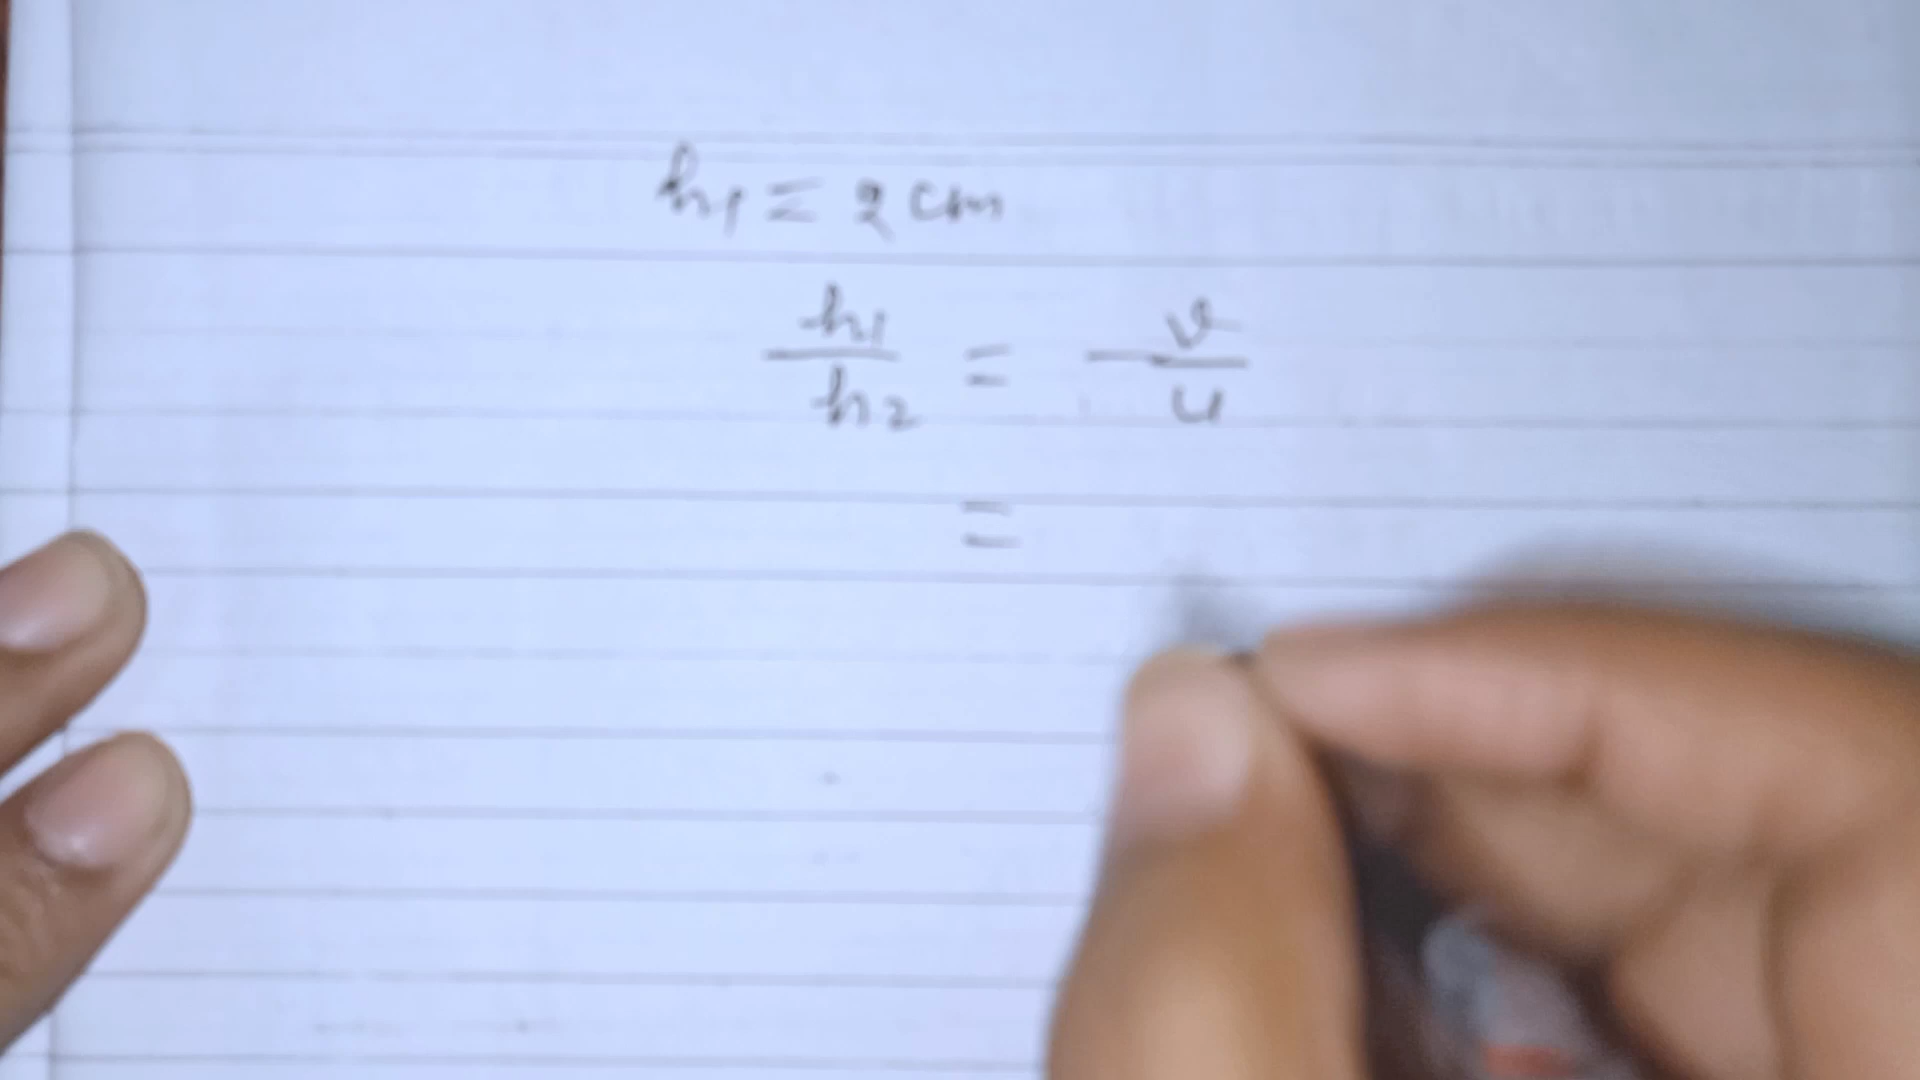 h1 = 2 cm
h1/h2 = - v/u
=